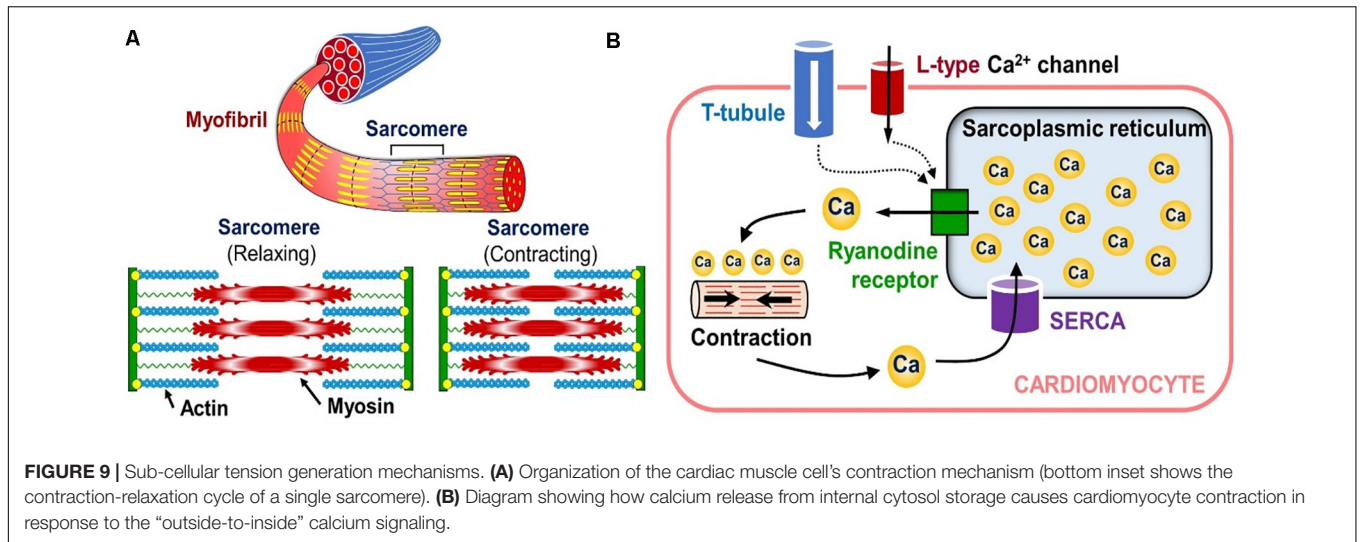 A
Myofibril
Sarcomere
Sarcomere
(Relaxing)
Sarcomere
(Contracting)
Actin
Myosin
B
L-type Ca²⁺ channel
T-tubule
Sarcoplasmic reticulum
Ca
Ca
Ca
Ca
Ca
Ca
Ca
Ca
Ca
Ca
Ca
Ca
Ca
Ca
Ryanodine
receptor
Ca Ca Ca Ca
Contraction
SERCA
Ca
CARDIOMYOCYTE
FIGURE 9 | Sub-cellular tension generation mechanisms. (A) Organization of the cardiac muscle cell's contraction mechanism (bottom inset shows the
contraction-relaxation cycle of a single sarcomere). (B) Diagram showing how calcium release from internal cytosol storage causes cardiomyocyte contraction in
response to the “outside-to-inside” calcium signaling.